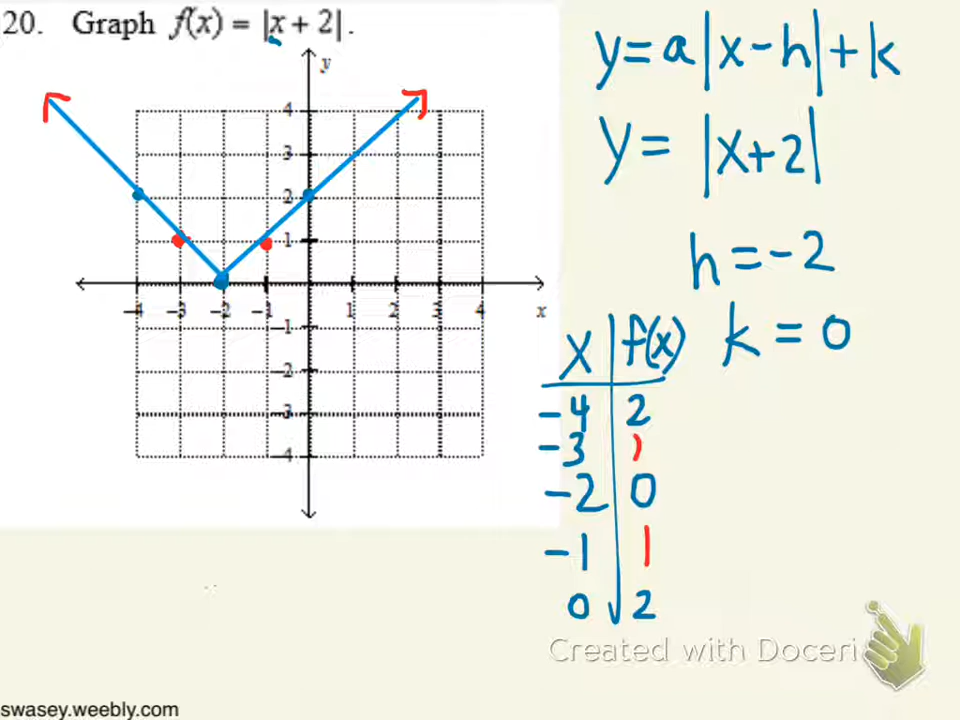 20. Graph f(x) = |x + 2|.
y = a|x - h| + k
y
4
3
2
1
-4 -3 -2 -1 0 1 2 3 4 x
-1
-2
-3
-4
y = |x+2|
h = -2
k = 0
x | f(x)
-4 | 2
-3 | 1
-2 | 0
-1 | 1
0 | 2
Created with Doceri
swasey.weebly.com